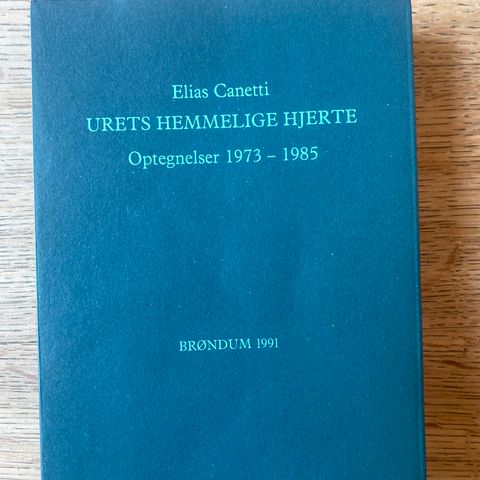 Elias Canetti
URETS HEMMELIGE HJERTE
Optegnelser 1973 – 1985
BRØNDUM 1991